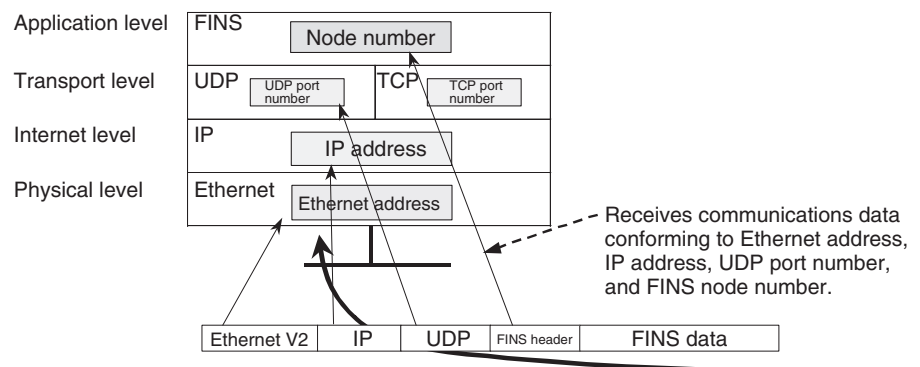 Application level
FINS
Node number
Transport level
UDP
UDP port
number
TCP
TCP port
number
Internet level
IP
IP address
Physical level
Ethernet
Ethernet address
Receives communications data
conforming to Ethernet address,
IP address, UDP port number,
and FINS node number.
Ethernet V2
IP
UDP
FINS header
FINS data